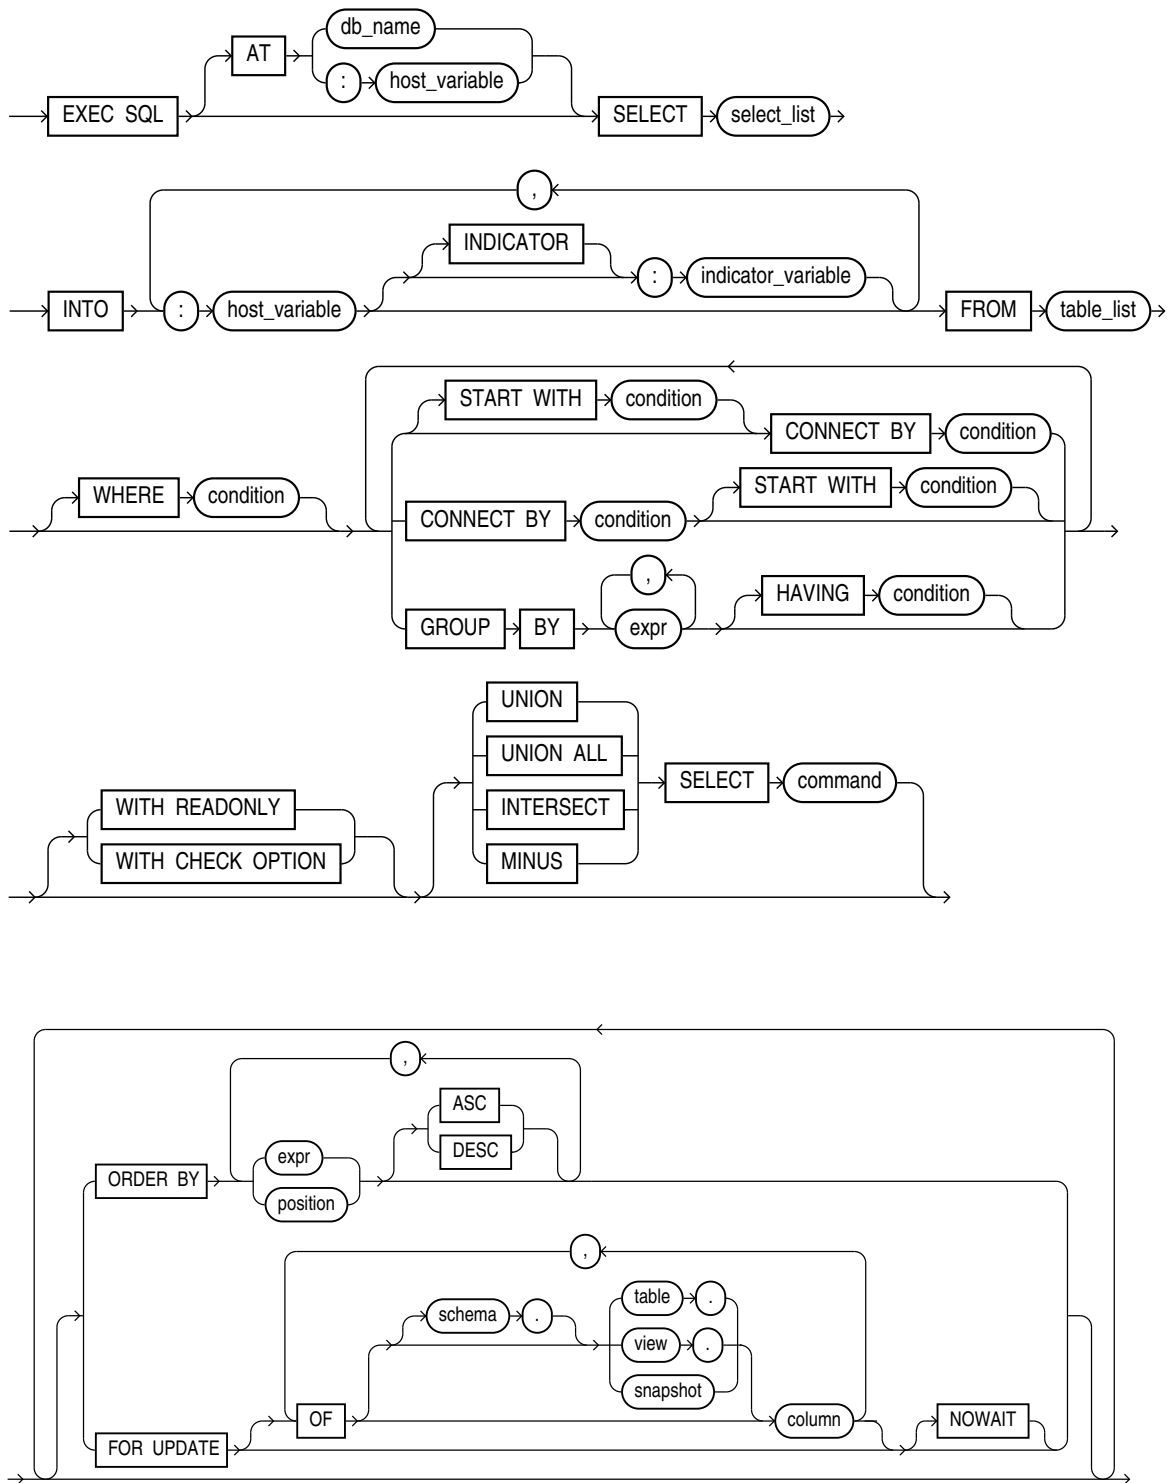 db_name
AT
: host_variable
EXEC SQL SELECT select_list
,
INDICATOR
: indicator_variable
INTO : host_variable FROM table_list
START WITH condition
CONNECT BY condition
WHERE condition START WITH condition
CONNECT BY condition
,
HAVING condition
GROUP BY expr
UNION
UNION ALL
SELECT command
WITH READONLY INTERSECT
WITH CHECK OPTION MINUS
,
ASC
DESC
expr
ORDER BY
position
,
table .
schema .
view .
snapshot
OF column NOWAIT
FOR UPDATE